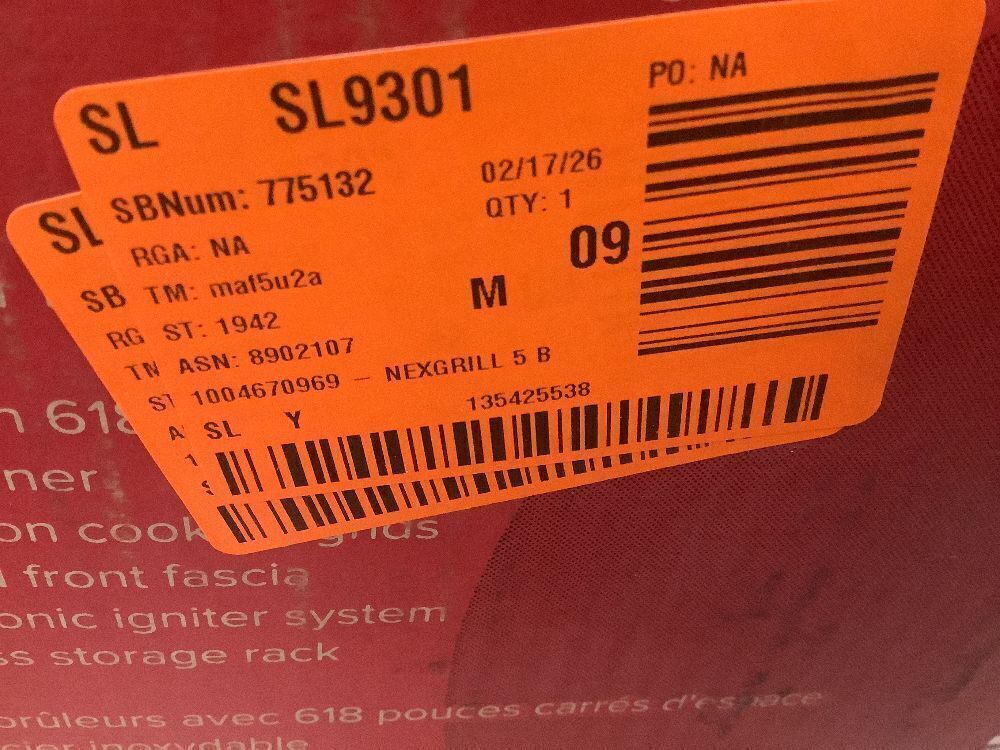 SL SL9301 PO: NA
SBNum: 775132 02/17/26
RGA: NA QTY: 1
TM: maf5u2a M 09
ST: 1942
ASN: 8902107
1004670969 - NEXGRILL 5 B
SL Y 135425538
SL
SB
RG
618
ner
on cook
front fascia
onic igniter system
ss storage rack
brûleurs avec 618 pouces carrés d'espace
cier inoxydable